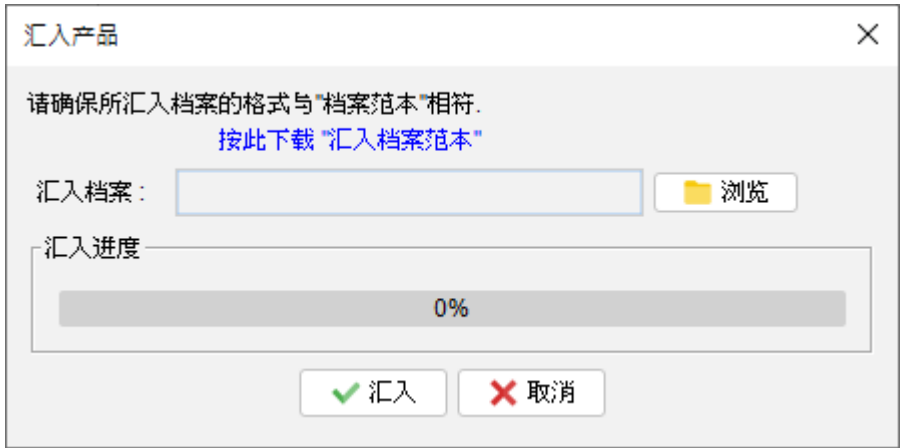 汇入产品
请确保所汇入档案的格式与"档案范本"相符.
按此下载 "汇入档案范本"
汇入档案 : 浏览
汇入进度
0%
汇入 取消